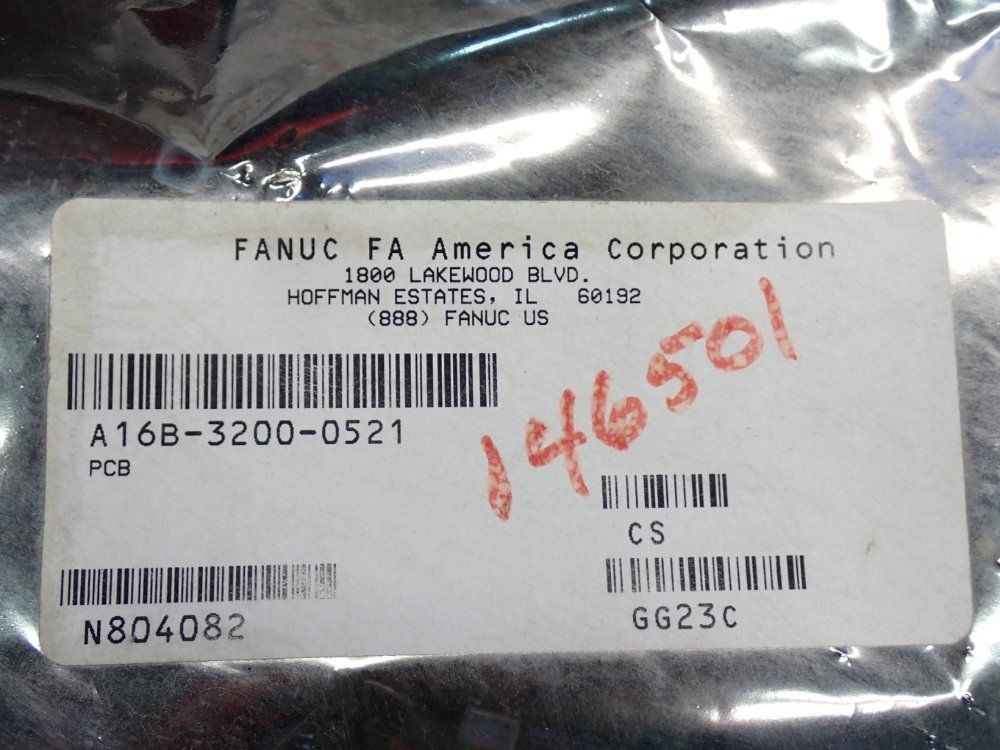 FANUC FA America Corporation
1800 LAKEWOOD BLVD.
HOFFMAN ESTATES, IL 60192
(888) FANUC US
146501
A16B-3200-0521
PCB
CS
N804082
GG23C